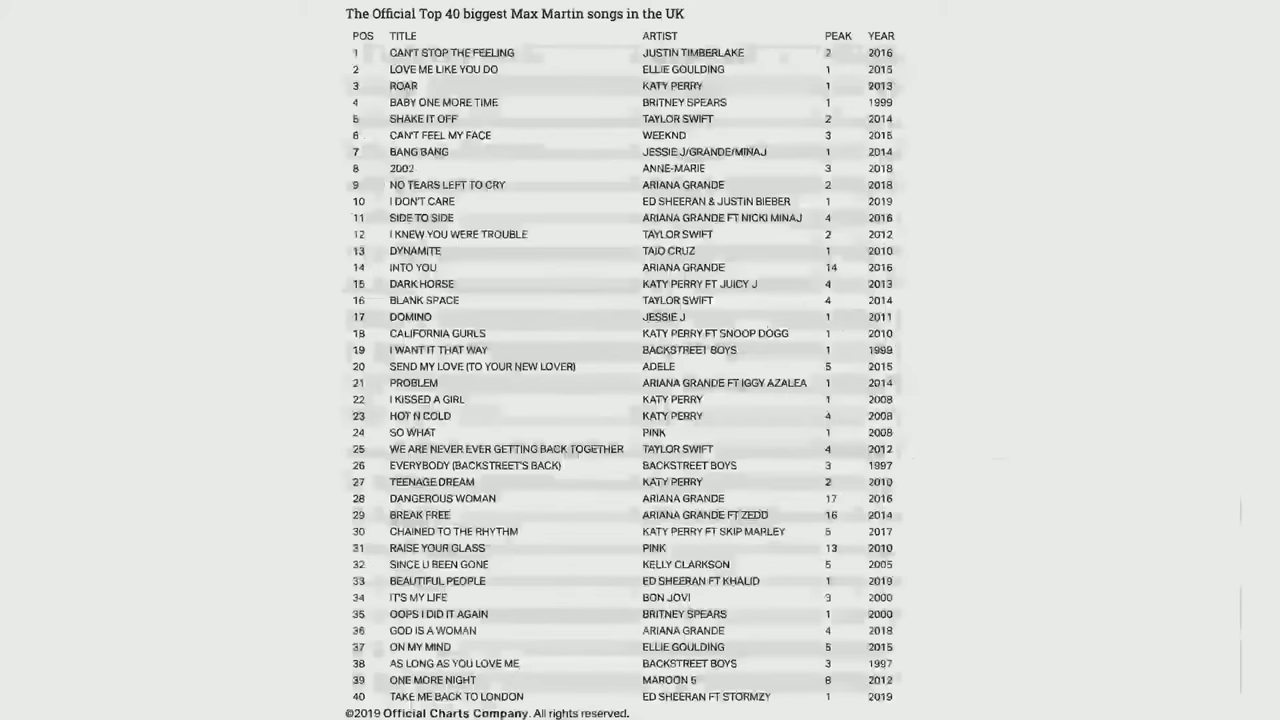 The Official Top 40 biggest Max Martin songs in the UK
POS TITLE ARTIST PEAK YEAR
1 CAN'T STOP THE FEELING JUSTIN TIMBERLAKE 2 2016
2 LOVE ME LIKE YOU DO ELLIE GOULDING 1 2015
3 ROAR KATY PERRY 1 2013
4 BABY ONE MORE TIME BRITNEY SPEARS 1 1999
5 SHAKE IT OFF TAYLOR SWIFT 2 2014
6 CAN'T FEEL MY FACE WEEKND 3 2015
7 BANG BANG JESSIE J/GRANDE/MINAJ 1 2014
8 2002 ANNE-MARIE 3 2018
9 NO TEARS LEFT TO CRY ARIANA GRANDE 2 2018
10 I DON'T CARE ED SHEERAN & JUSTIN BIEBER 1 2019
11 SIDE TO SIDE ARIANA GRANDE FT NICKI MINAJ 4 2016
12 I KNEW YOU WERE TROUBLE TAYLOR SWIFT 2 2012
13 DYNAMITE TAIO CRUZ 1 2010
14 INTO YOU ARIANA GRANDE 14 2016
15 DARK HORSE KATY PERRY FT JUICY J 4 2013
16 BLANK SPACE TAYLOR SWIFT 4 2014
17 DOMINO JESSIE J 1 2011
18 CALIFORNIA GURLS KATY PERRY FT SNOOP DOGG 1 2010
19 I WANT IT THAT WAY BACKSTREET BOYS 1 1999
20 SEND MY LOVE (TO YOUR NEW LOVER) ADELE 5 2015
21 PROBLEM ARIANA GRANDE FT IGGY AZALEA 1 2014
22 I KISSED A GIRL KATY PERRY 1 2008
23 HOT N COLD KATY PERRY 4 2008
24 SO WHAT PINK 1 2008
25 WE ARE NEVER EVER GETTING BACK TOGETHER TAYLOR SWIFT 4 2012
26 EVERYBODY (BACKSTREET'S BACK) BACKSTREET BOYS 3 1997
27 TEENAGE DREAM KATY PERRY 2 2010
28 DANGEROUS WOMAN ARIANA GRANDE 17 2016
29 BREAK FREE ARIANA GRANDE FT ZEDD 16 2014
30 CHAINED TO THE RHYTHM KATY PERRY FT SKIP MARLEY 5 2017
31 RAISE YOUR GLASS PINK 13 2010
32 SINCE U BEEN GONE KELLY CLARKSON 5 2005
33 BEAUTIFUL PEOPLE ED SHEERAN FT KHALID 1 2019
34 IT'S MY LIFE BON JOVI 3 2000
35 OOPS I DID IT AGAIN BRITNEY SPEARS 1 2000
36 GOD IS A WOMAN ARIANA GRANDE 4 2018
37 ON MY MIND ELLIE GOULDING 5 2015
38 AS LONG AS YOU LOVE ME BACKSTREET BOYS 3 1997
39 ONE MORE NIGHT MAROON 5 8 2012
40 TAKE ME BACK TO LONDON ED SHEERAN FT STORMZY 1 2019
©2019 Official Charts Company. All rights reserved.